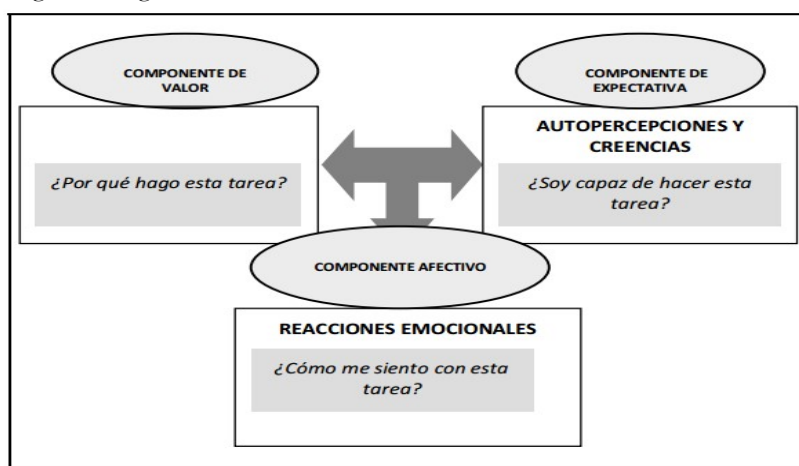 COMPONENTE DE
VALOR
¿Por qué hago esta tarea?
COMPONENTE DE
EXPECTATIVA
AUTOPERCEPCIONES Y
CREENCIAS
¿Soy capaz de hacer esta
tarea?
COMPONENTE AFECTIVO
REACCIONES EMOCIONALES
¿Cómo me siento con esta
tarea?